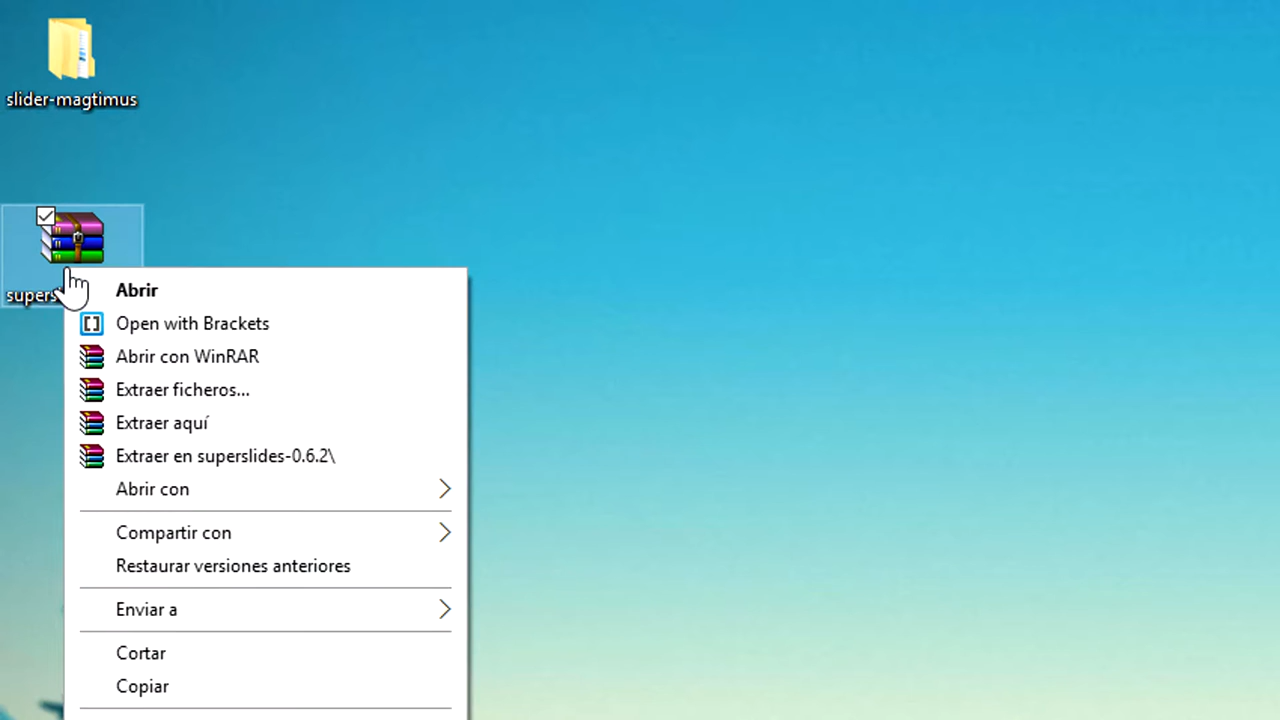 slider-magtimus
Abrir
Open with Brackets
Abrir con WinRAR
Extraer ficheros...
Extraer aquí
Extraer en superslides-0.6.2\
Abrir con
Compartir con
Restaurar versiones anteriores
Enviar a
Cortar
Copiar